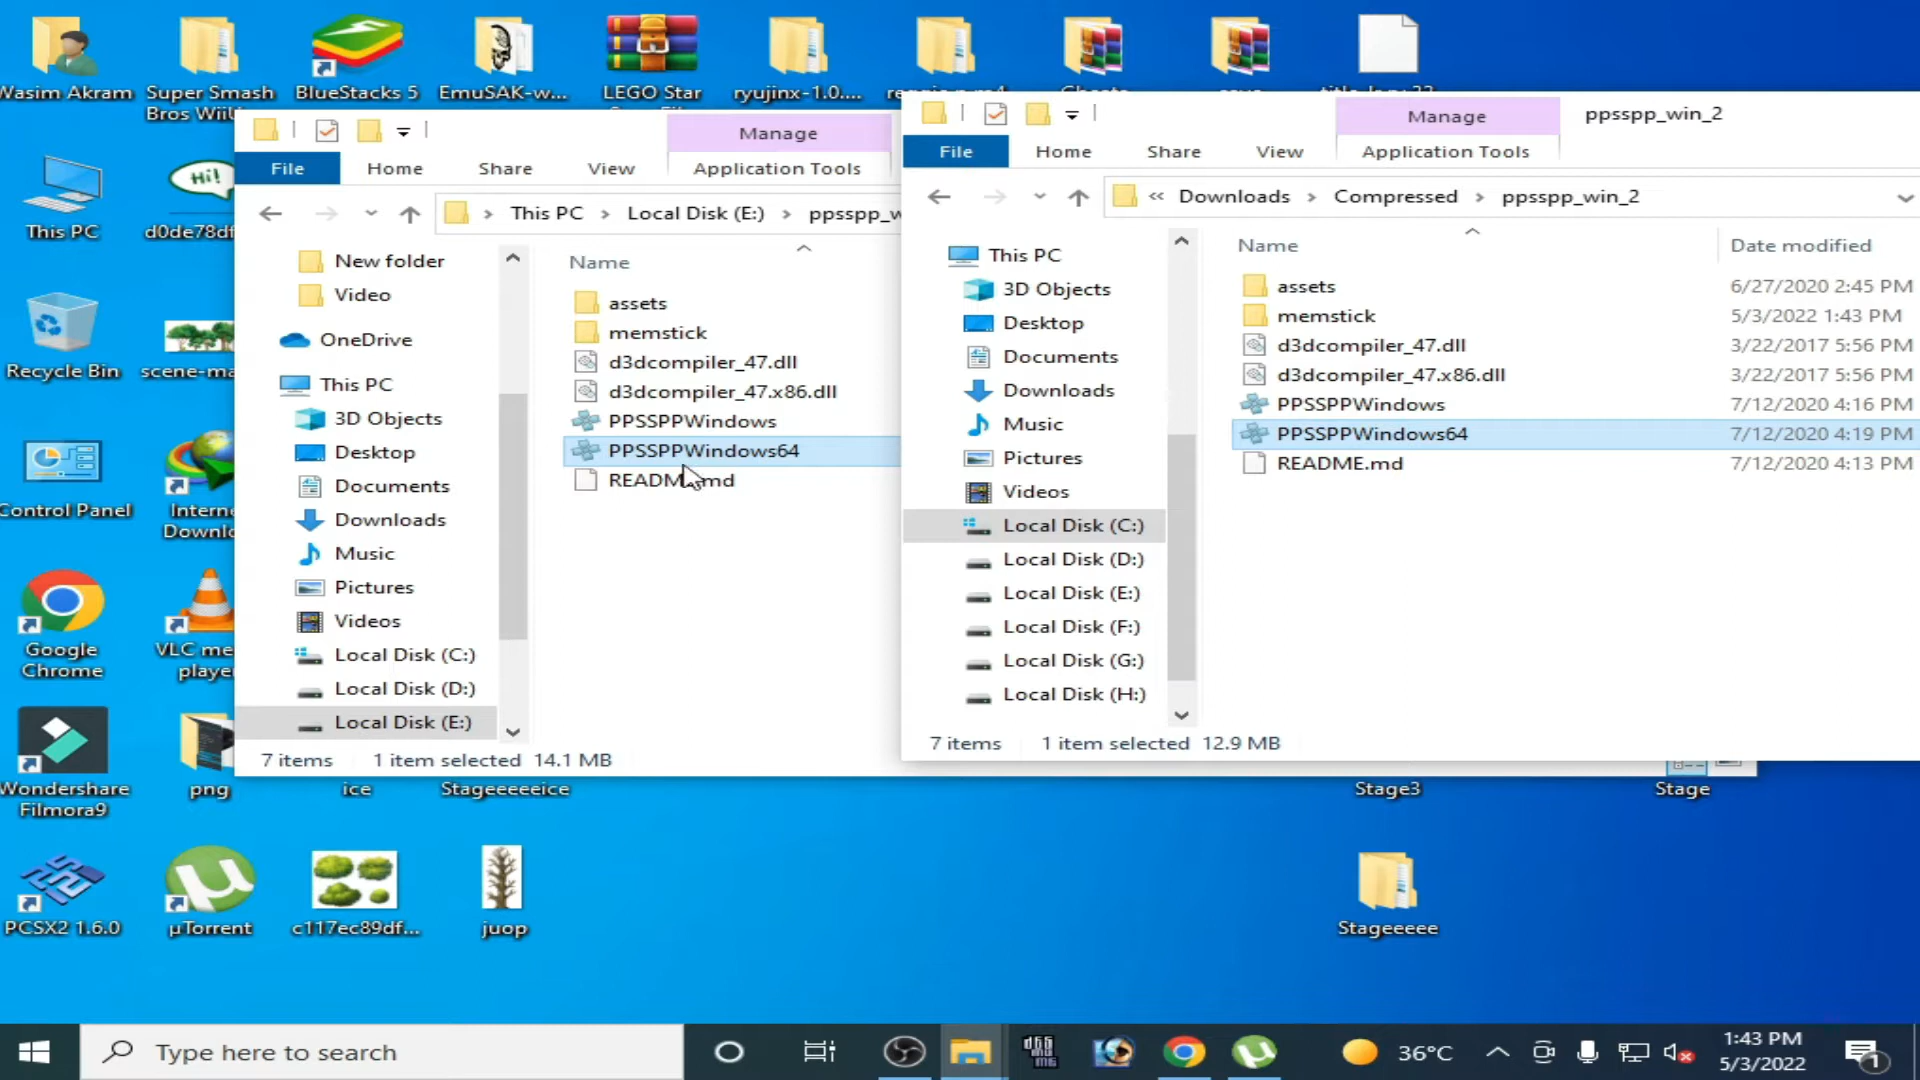 Wasim Akram
Super Smash
Bros WiiU
BlueStacks 5
EmuSAK-w...
LEGO Star
ryujinx-1.0....
This PC
d0de78df
Recycle Bin
scene-ma
Control Panel
Interne
Downlo
Google
Chrome
VLC me
player
Wondershare
Filmora9
png
ice
Stageeeeeice
Stage3
Stage
PCSX2 1.6.0
µTorrent
c117ec89df...
juop
Stageeeee
Manage
File
Home
Share
View
Application Tools
This PC
Local Disk (E:)
ppsspp_w
New folder
Video
OneDrive
This PC
3D Objects
Desktop
Documents
Downloads
Music
Pictures
Videos
Local Disk (C:)
Local Disk (D:)
Local Disk (E:)
Name
assets
memstick
d3dcompiler_47.dll
d3dcompiler_47.x86.dll
PPSSPPWindows
PPSSPPWindows64
README.md
7 items
1 item selected 14.1 MB
Manage
ppsspp_win_2
File
Home
Share
View
Application Tools
« Downloads
Compressed
ppsspp_win_2
This PC
3D Objects
Desktop
Documents
Downloads
Music
Pictures
Videos
Local Disk (C:)
Local Disk (D:)
Local Disk (E:)
Local Disk (F:)
Local Disk (G:)
Local Disk (H:)
Name Date modified
assets 6/27/2020 2:45 PM
memstick 5/3/2022 1:43 PM
d3dcompiler_47.dll 3/22/2017 5:56 PM
d3dcompiler_47.x86.dll 3/22/2017 5:56 PM
PPSSPPWindows 7/12/2020 4:16 PM
PPSSPPWindows64 7/12/2020 4:19 PM
README.md 7/12/2020 4:13 PM
7 items
1 item selected 12.9 MB
Type here to search
36°C
1:43 PM
5/3/2022
1
Hi!